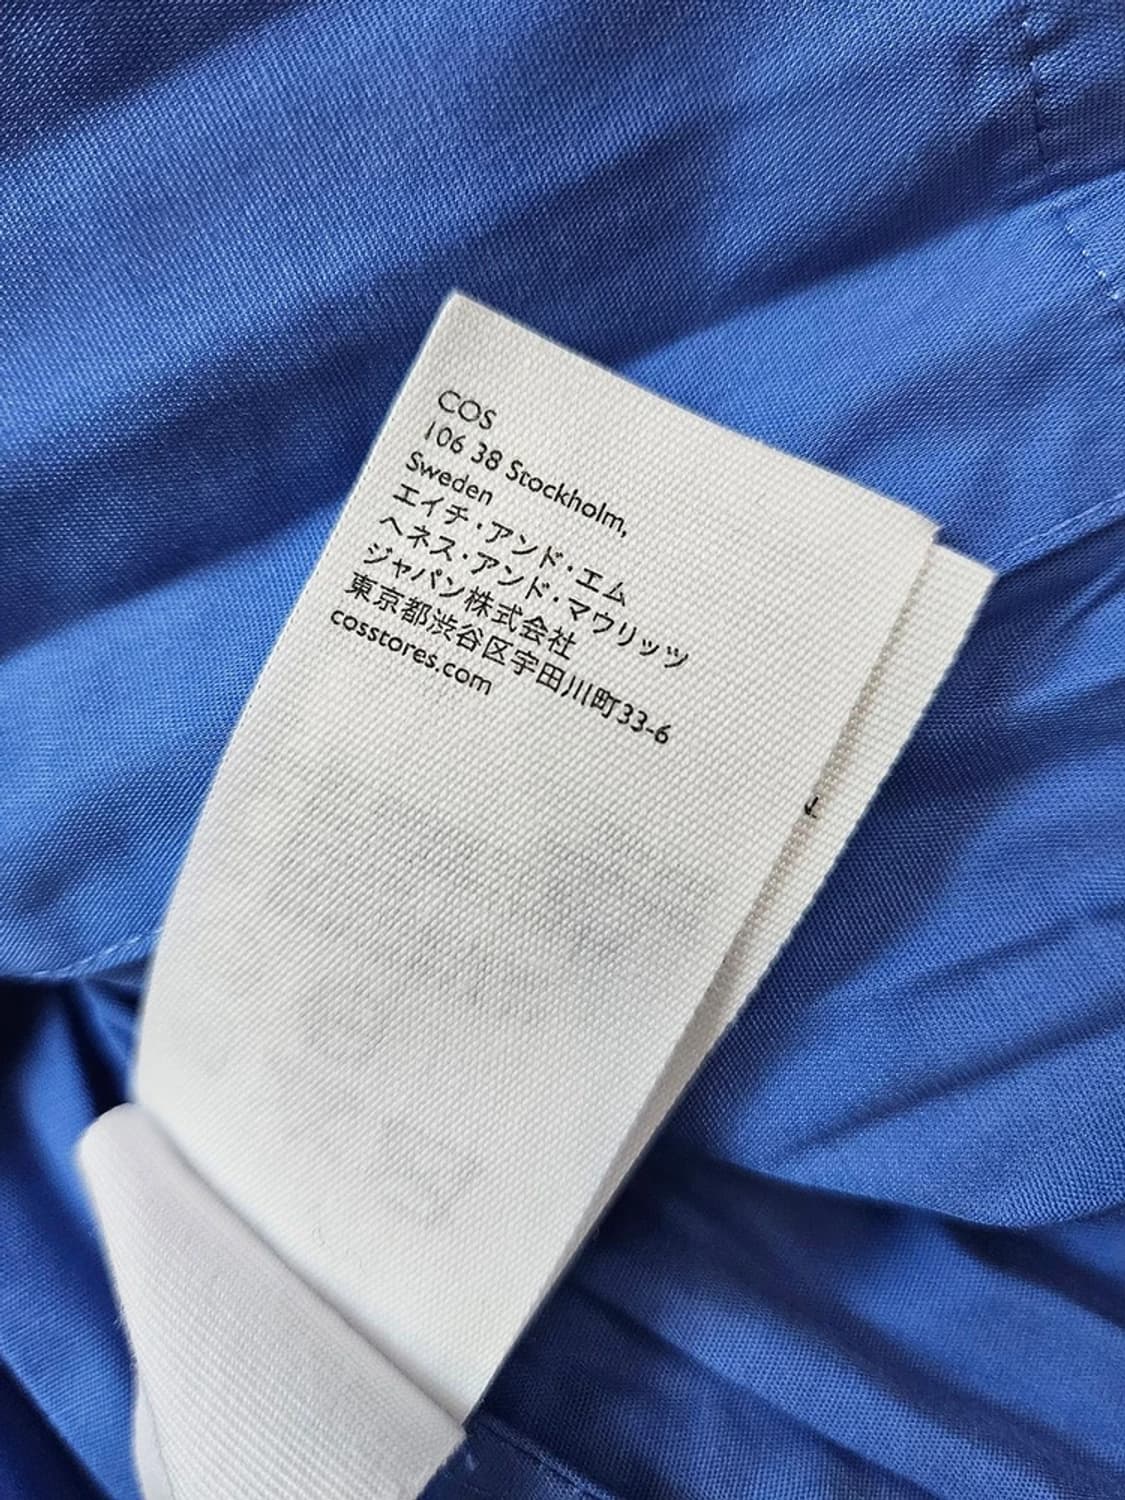 COS
106 38 Stockholm,
Sweden
エイチ・アンド・エム
ヘネス・アンド・マウリッツ
ジャパン株式会社
東京都渋谷区宇田川町33-6
cosstores.com